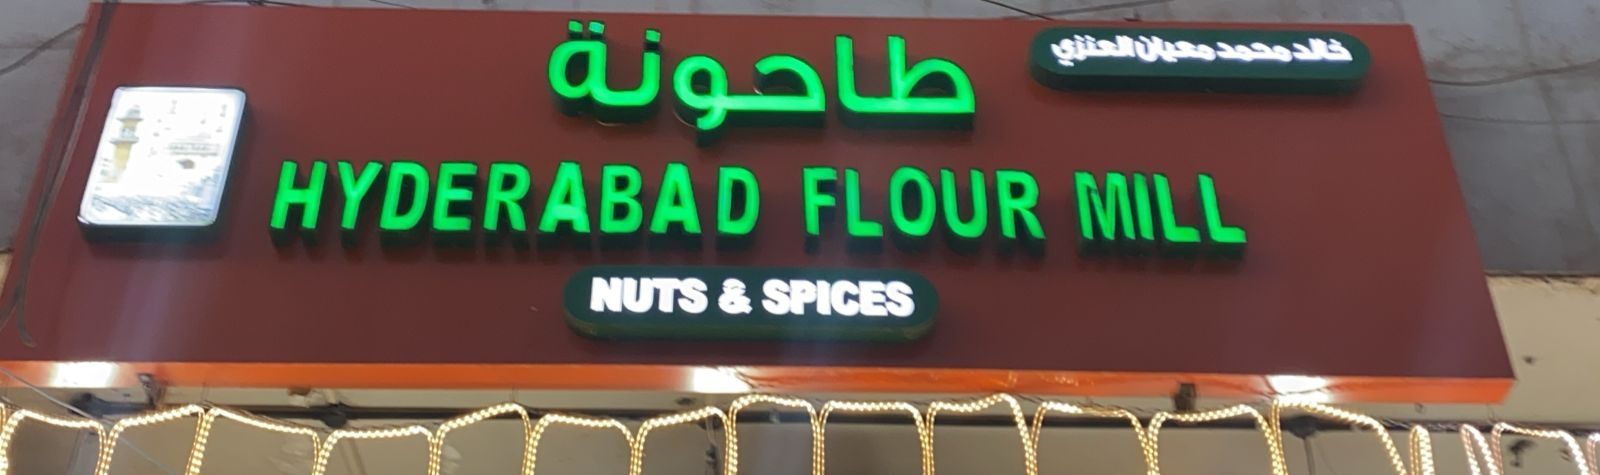 خالد محمد معيان العنزي
طاحونة
HYDERABAD FLOUR MILL
NUTS & SPICES